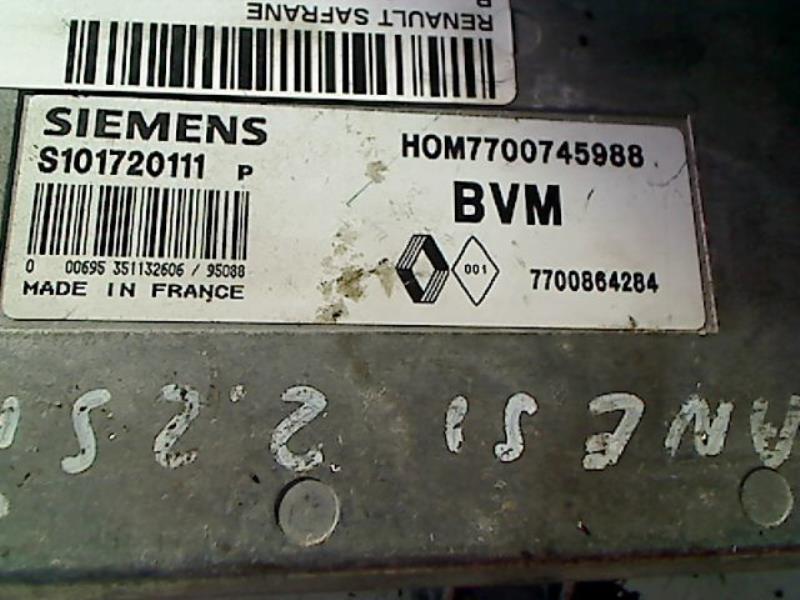 RENAULT SAFRANE
SIEMENS
S101720111 P
0 00695 351132606 / 95088
MADE IN FRANCE
HOM7700745988
BVM
001
7700864284